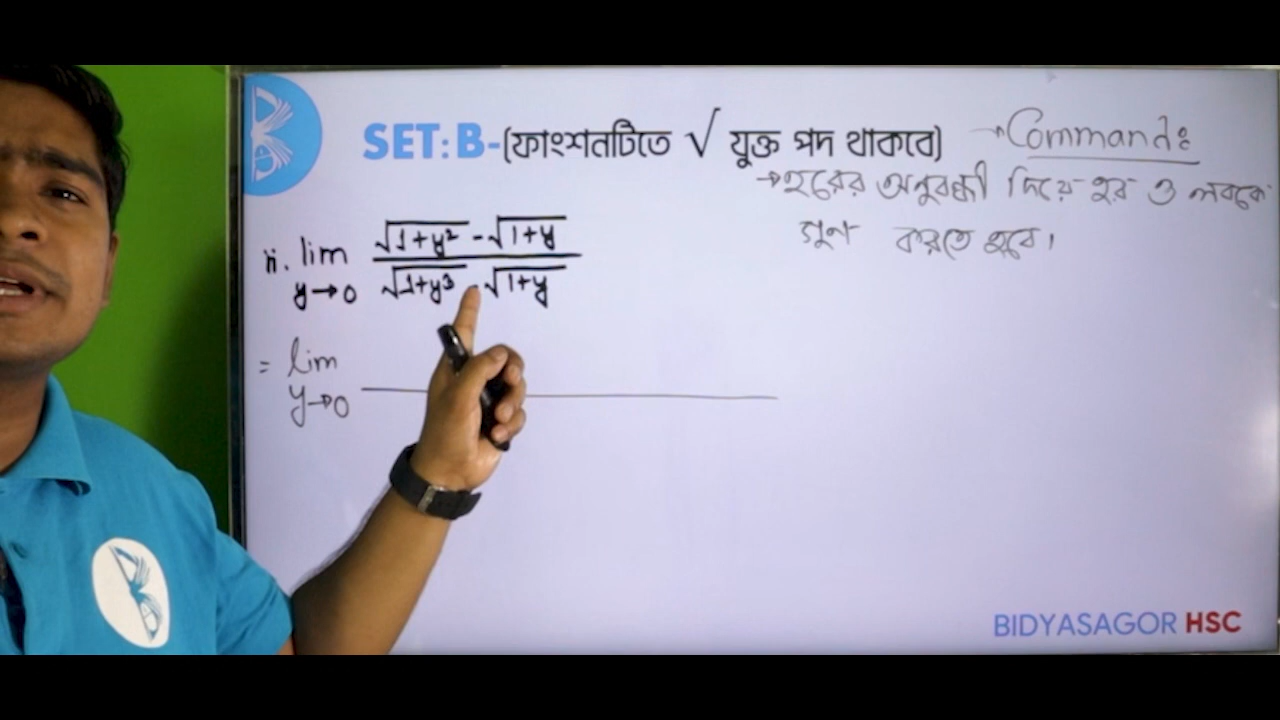 SET: B-(ফাংশনটিতে √ যুক্ত পদ থাকবে)
→Command:
→হরের অনুবন্ধী দিয়ে হর ও লবকে
গুণ করতে হবে।
ii. lim y→0 (√1+y² - √1+y) / (√1+y³ - √1+y)
= lim y→0
BIDYASAGOR HSC